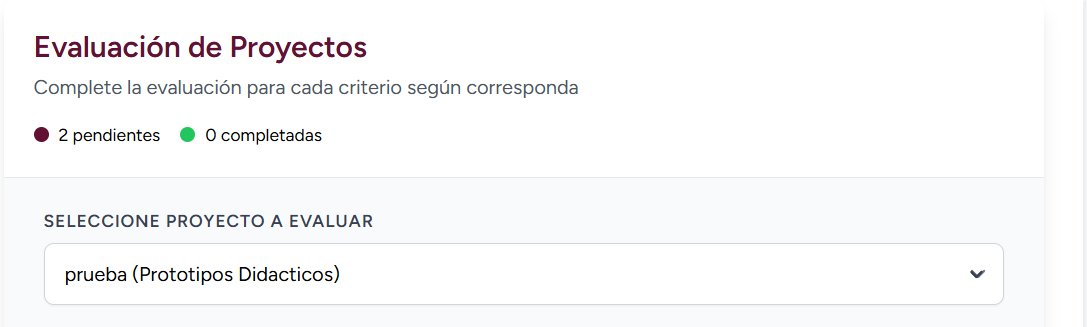 Evaluación de Proyectos
Complete la evaluación para cada criterio según corresponda
2 pendientes 0 completadas
SELECCIONE PROYECTO A EVALUAR
prueba (Prototipos Didacticos)